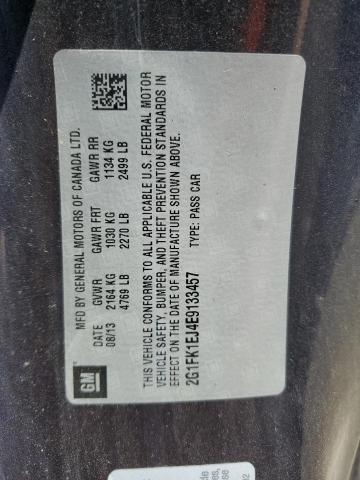 GM
MFD BY GENERAL MOTORS OF CANADA LTD.
DATE GVWR GAWR FRT GAWR RR
08/13 2164 KG 1030 KG 1134 KG
4769 LB 2270 LB 2499 LB
THIS VEHICLE CONFORMS TO ALL APPLICABLE U.S. FEDERAL MOTOR
VEHICLE SAFETY, BUMPER, AND THEFT PREVENTION STANDARDS IN
EFFECT ON THE DATE OF MANUFACTURE SHOWN ABOVE.
2G1FK1EJ4E9133457 TYPE: PASS CAR